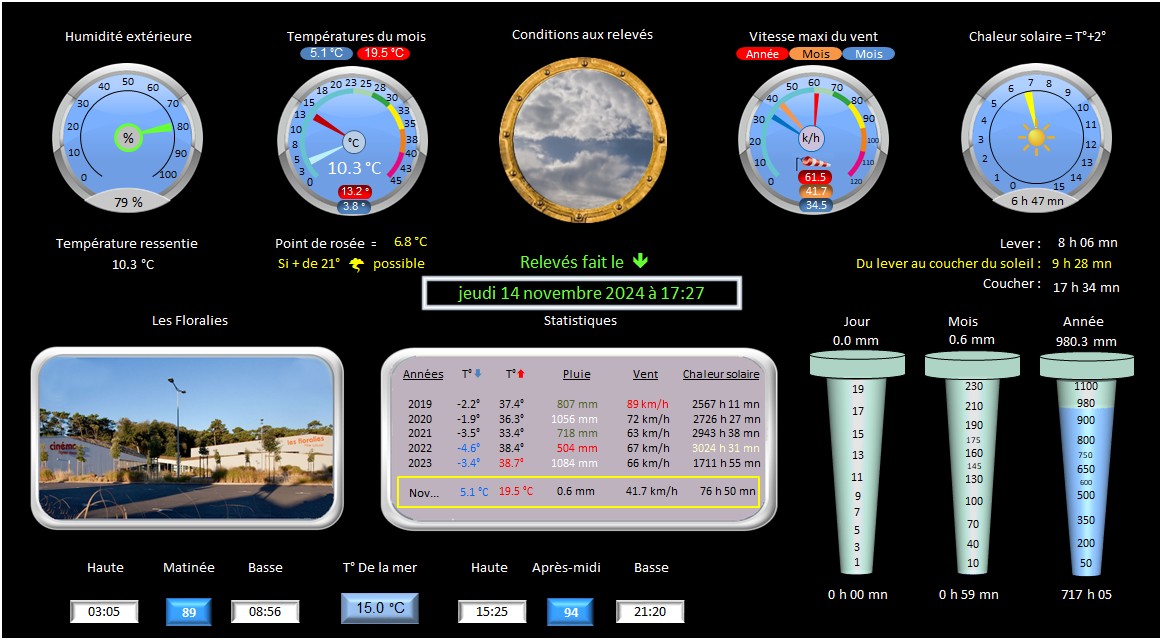 Humidité extérieure
Températures du mois
Conditions aux relevés
Vitesse maxi du vent
Chaleur solaire = T°+2°
5.1 °C 19.5 °C
Année Mois Mois
0 10 20 30 40 50 60 70 80 90 100
%
79 %
0 3 5 8 10 13 15 18 20 23 25 28 30 33 35 38 40 43 45
°C
10.3 °C
13.2 °
3.8 °
0 10 20 30 40 50 60 70 80 90 100 110 120
k/h
61.5
41.7
34.5
0 1 2 3 4 5 6 7 8 9 10 11 12 13 14 15
6 h 47 mn
Température ressentie
10.3 °C
Point de rosée = 6.8 °C
Si + de 21° possible
Relevés fait le
jeudi 14 novembre 2024 à 17:27
Lever : 8 h 06 mn
Du lever au coucher du soleil : 9 h 28 mn
Coucher : 17 h 34 mn
Les Floralies
cinéma
les floralies
Statistiques
Années T° T° Pluie Vent Chaleur solaire
2019 -2.2° 37.4° 807 mm 89 km/h 2567 h 11 mn
2020 -1.9° 36.3° 1056 mm 72 km/h 2726 h 27 mn
2021 -3.5° 33.4° 718 mm 63 km/h 2943 h 38 mn
2022 -4.6° 38.4° 504 mm 67 km/h 3024 h 31 mn
2023 -3.4° 38.7° 1084 mm 66 km/h 1711 h 55 mn
Nov... 5.1 °C 19.5 °C 0.6 mm 41.7 km/h 76 h 50 mn
Jour
0.0 mm
19
17
15
13
11
9
7
5
3
1
0 h 00 mn
Mois
0.6 mm
230
210
190
175
160
145
130
100
70
40
10
0 h 59 mn
Année
980.3 mm
1100
980
900
800
750
650
600
500
350
200
50
717 h 05
Haute Matinée Basse
03:05 89 08:56
T° De la mer
15.0 °C
Haute Après-midi Basse
15:25 94 21:20